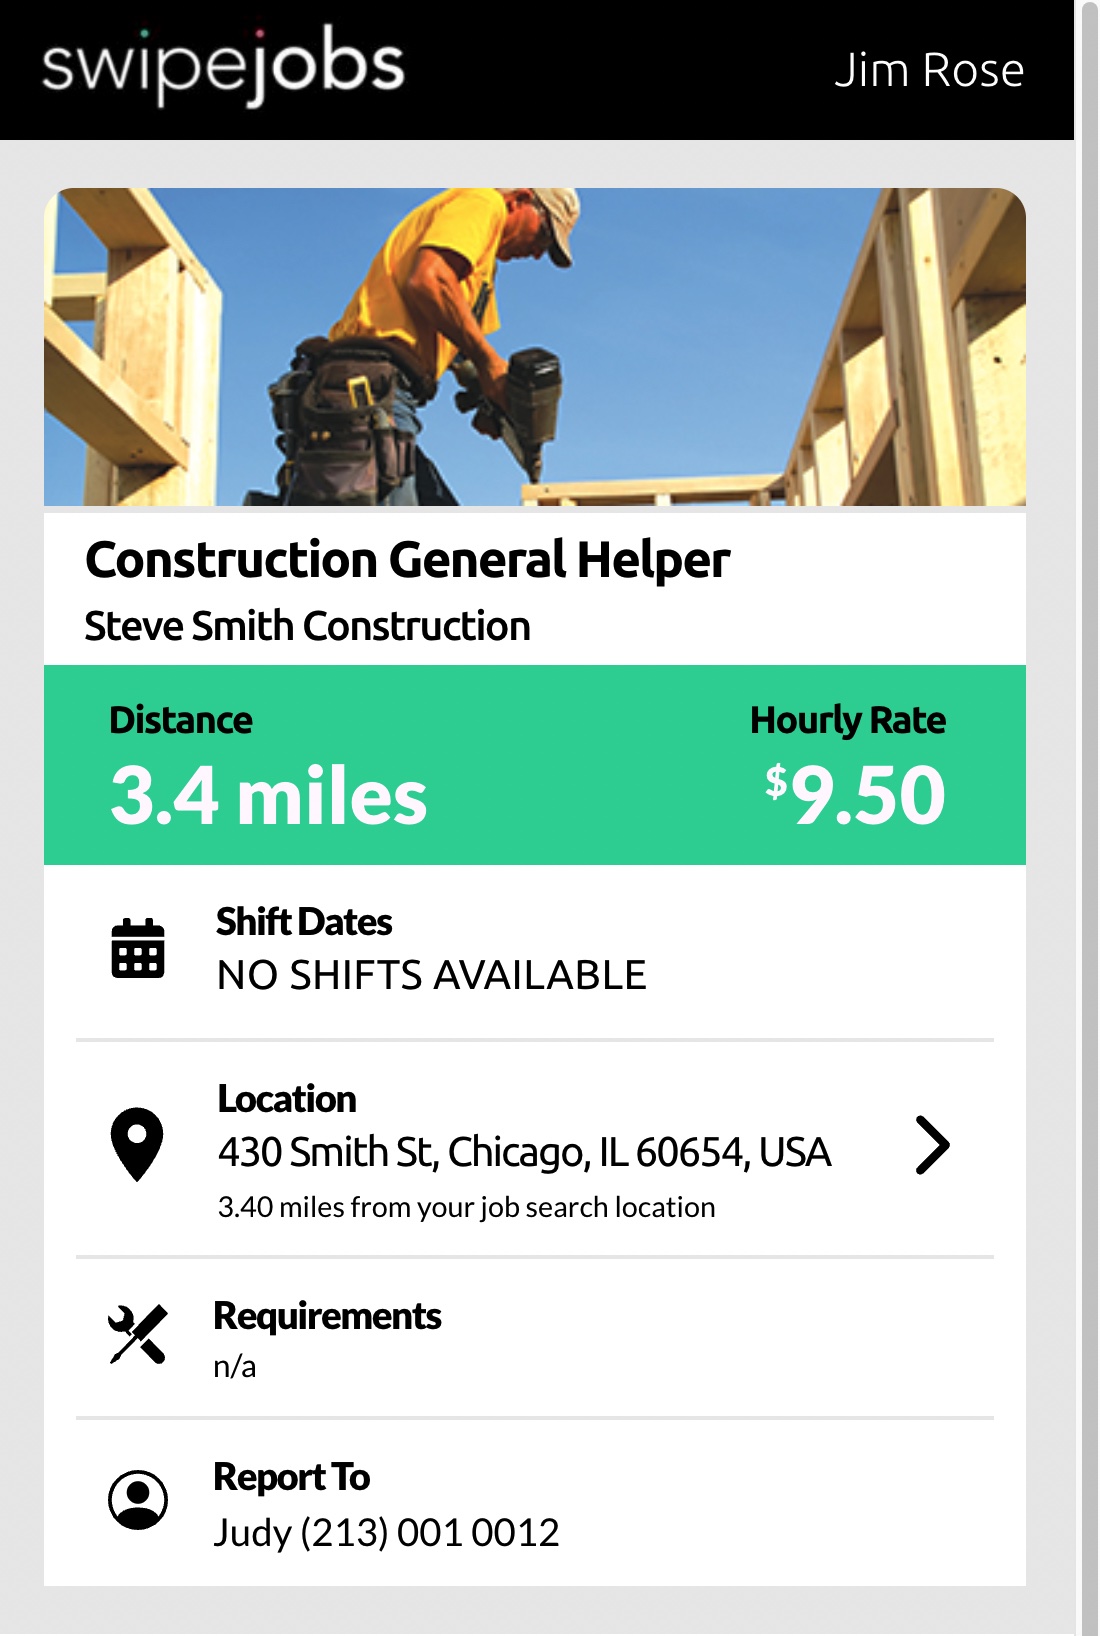 swipejobs
Jim Rose
Construction General Helper
Steve Smith Construction
Distance
Hourly Rate
3.4 miles
$9.50
Shift Dates
NO SHIFTS AVAILABLE
Location
430 Smith St, Chicago, IL 60654, USA
3.40 miles from your job search location
Requirements
n/a
Report To
Judy (213) 001 0012